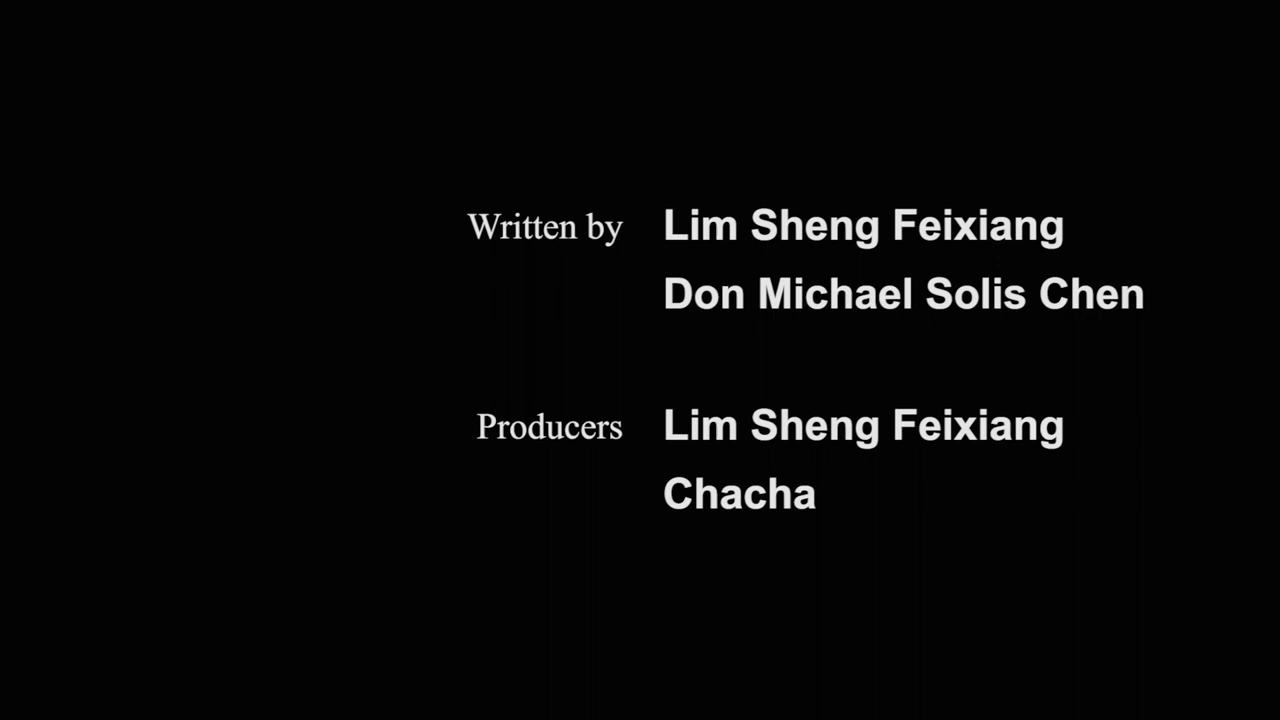 Written by Lim Sheng Feixiang
Don Michael Solis Chen
Producers Lim Sheng Feixiang
Chacha